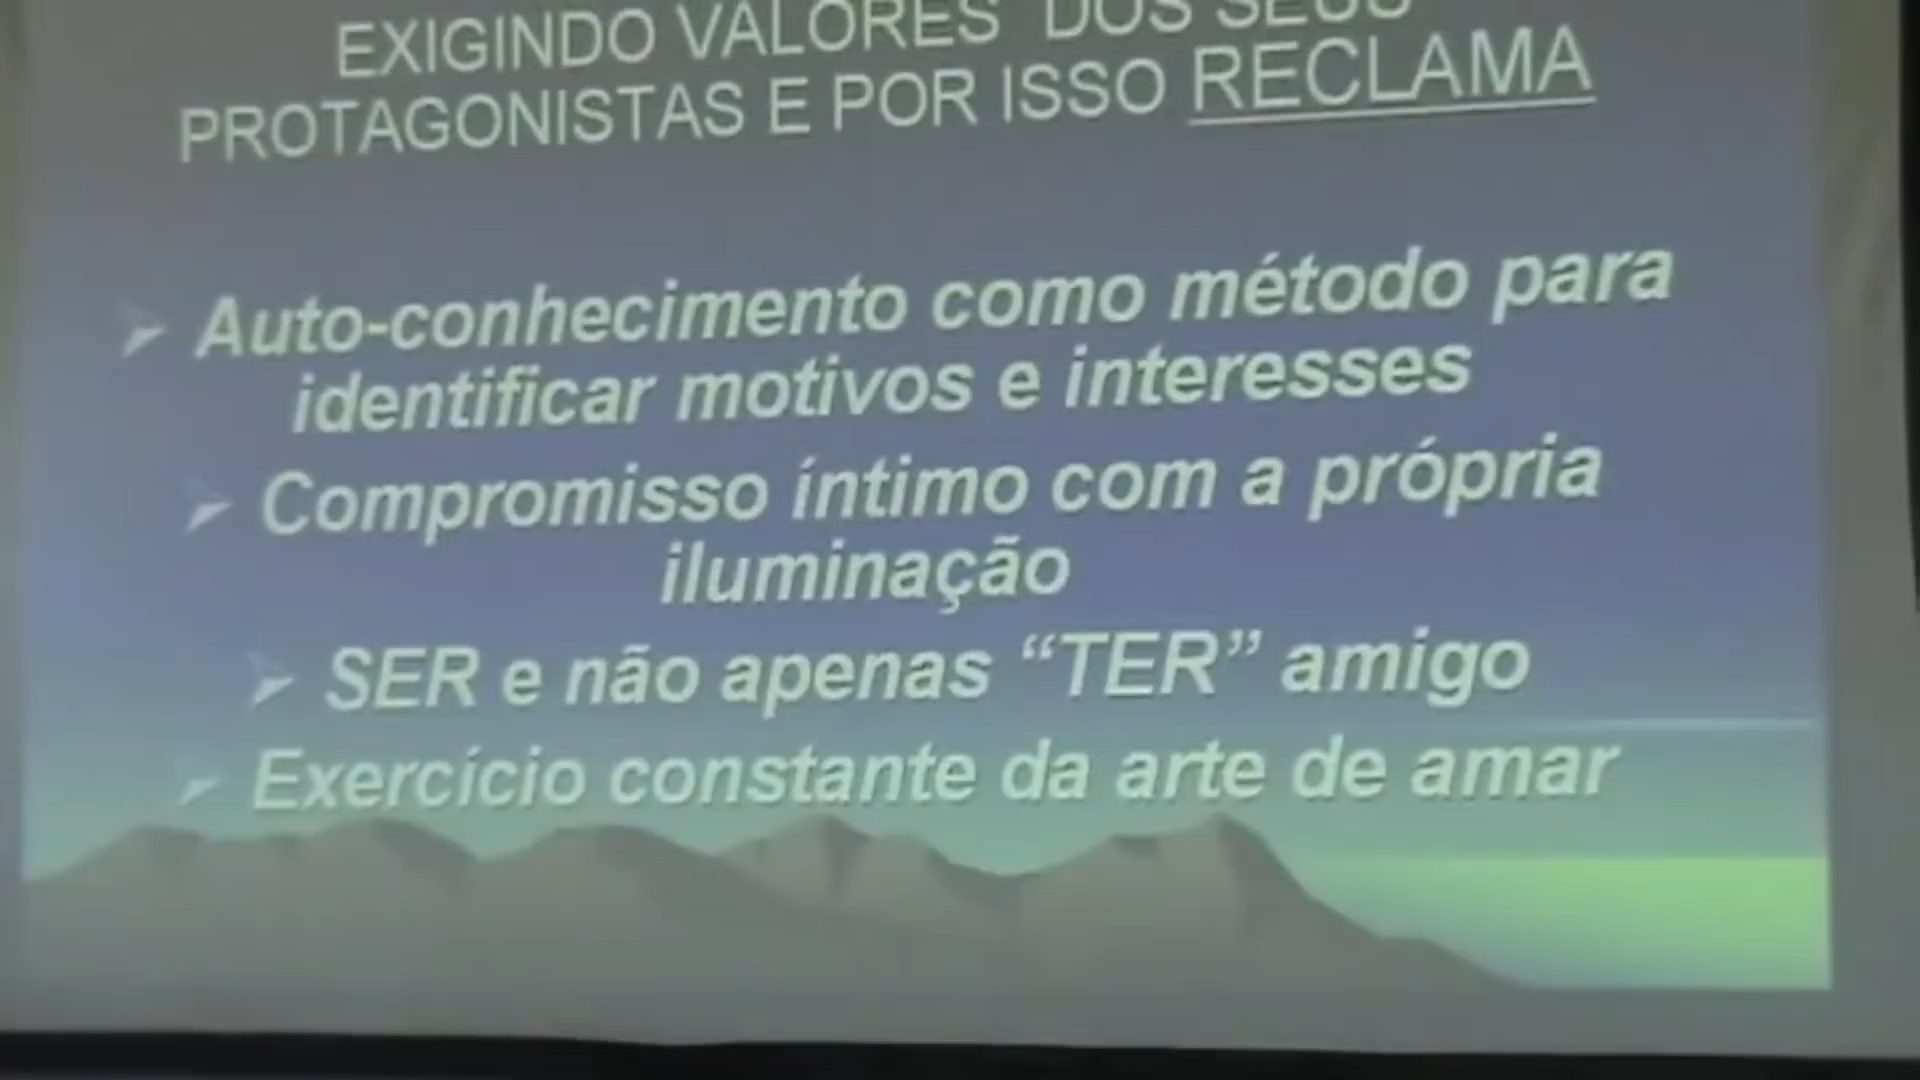 EXIGINDO VALORES DOS SEUS
PROTAGONISTAS E POR ISSO RECLAMA
Auto-conhecimento como método para
identificar motivos e interesses
Compromisso íntimo com a própria
iluminação
SER e não apenas “TER” amigo
Exercício constante da arte de amar